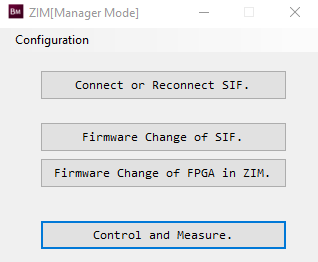 BM ZIM[Manager Mode]
Configuration
Connect or Reconnect SIF.
Firmware Change of SIF.
Firmware Change of FPGA in ZIM.
Control and Measure.